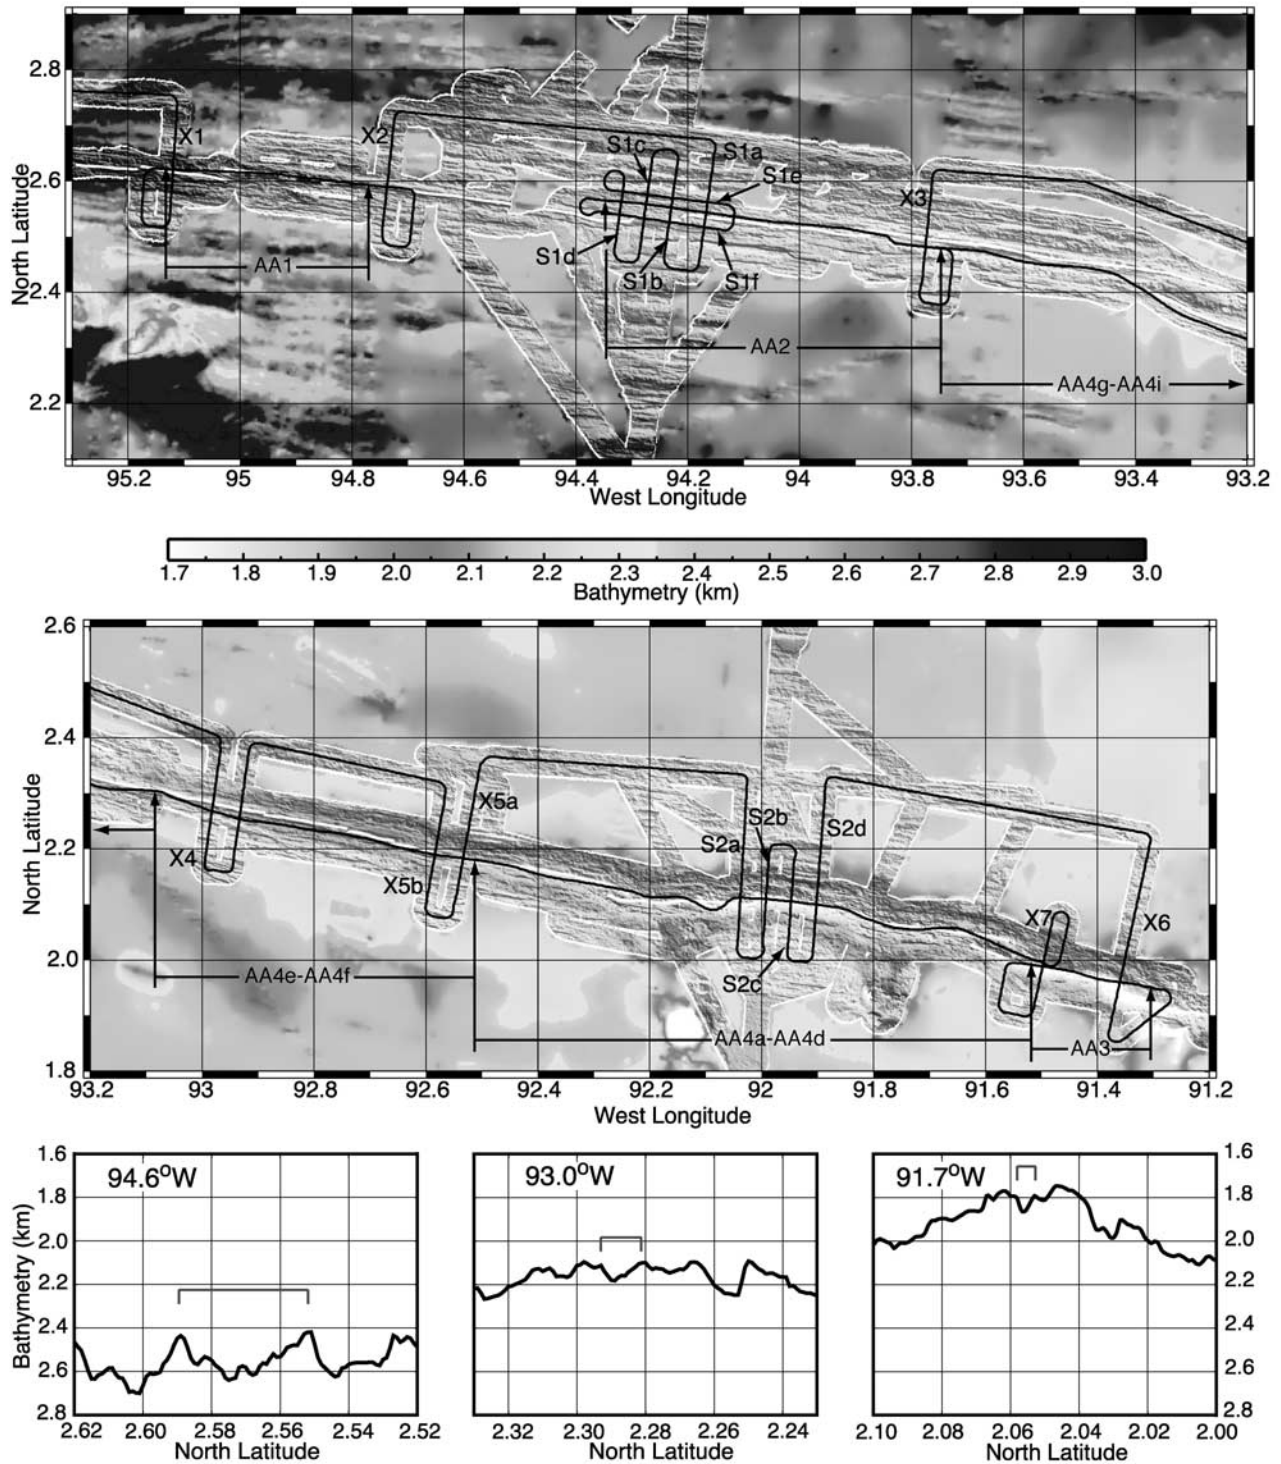 2.8
X1
X2
S1c
S1a
S1e
2.6
X3
S1d
S1b
S1f
AA1
2.4
AA2
AA4g-AA4i
2.2
North Latitude
95.2 95 94.8 94.6 94.4 94.2 94 93.8 93.6 93.4 93.2
West Longitude
1.7 1.8 1.9 2.0 2.1 2.2 2.3 2.4 2.5 2.6 2.7 2.8 2.9 3.0
Bathymetry (km)
2.6
2.4
X5a
S2b
S2a
S2d
2.2
X4
X5b
X7
X6
2.0
AA4e-AA4f
S2c
AA4a-AA4d
AA3
1.8
North Latitude
93.2 93 92.8 92.6 92.4 92.2 92 91.8 91.6 91.4 91.2
West Longitude
1.6
1.8
2.0
2.2
2.4
2.6
2.8
Bathymetry (km)
94.6°W
2.62 2.60 2.58 2.56 2.54 2.52
North Latitude
93.0°W
2.32 2.30 2.28 2.26 2.24
North Latitude
91.7°W
2.10 2.08 2.06 2.04 2.02 2.00
North Latitude
1.6
1.8
2.0
2.2
2.4
2.6
2.8